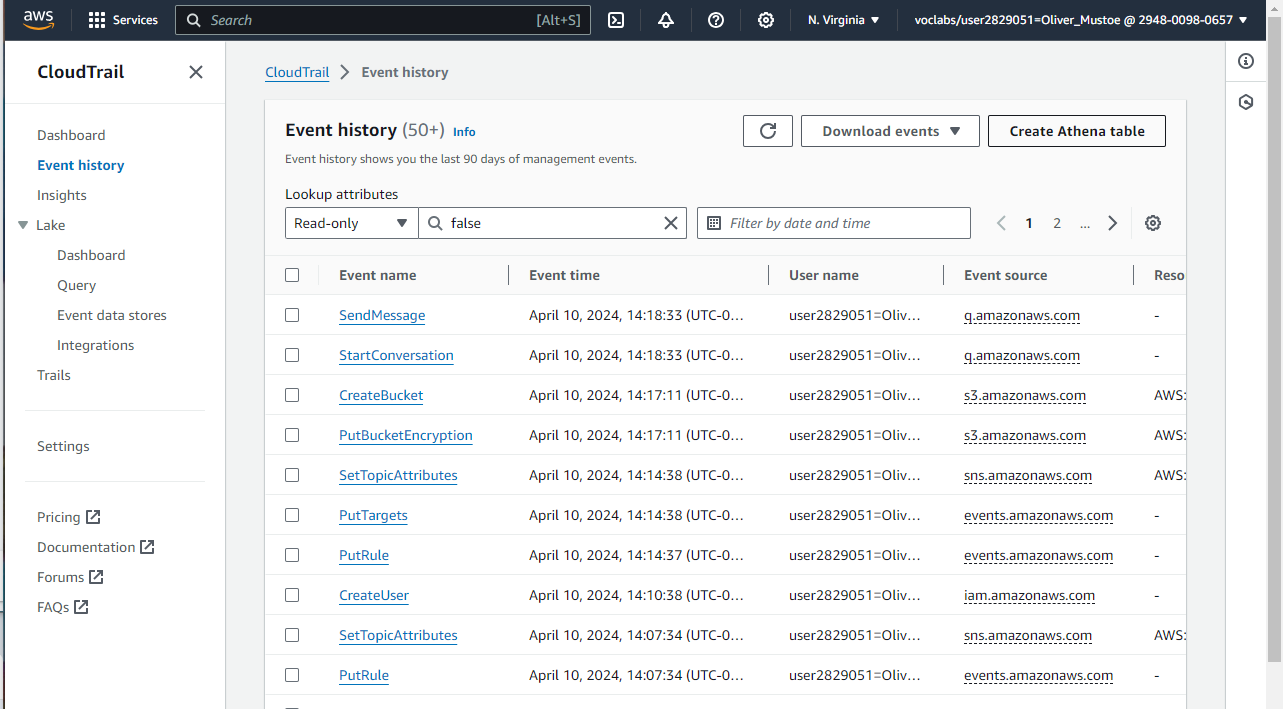 aws Services Search [Alt+S] N. Virginia voclabs/user2829051=Oliver_Mustoe @ 2948-0098-0657
CloudTrail
Dashboard
Event history
Insights
Lake
Dashboard
Query
Event data stores
Integrations
Trails
Settings
Pricing
Documentation
Forums
FAQs
CloudTrail Event history
Event history (50+) Info
Download events Create Athena table
Event history shows you the last 90 days of management events.
Lookup attributes
Read-only false Filter by date and time 1 2 ...
Event name Event time User name Event source Reso
SendMessage April 10, 2024, 14:18:33 (UTC-0… user2829051=Oliv… q.amazonaws.com -
StartConversation April 10, 2024, 14:18:33 (UTC-0… user2829051=Oliv… q.amazonaws.com -
CreateBucket April 10, 2024, 14:17:11 (UTC-0… user2829051=Oliv… s3.amazonaws.com AWS:
PutBucketEncryption April 10, 2024, 14:17:11 (UTC-0… user2829051=Oliv… s3.amazonaws.com AWS:
SetTopicAttributes April 10, 2024, 14:14:38 (UTC-0… user2829051=Oliv… sns.amazonaws.com AWS:
PutTargets April 10, 2024, 14:14:38 (UTC-0… user2829051=Oliv… events.amazonaws.com -
PutRule April 10, 2024, 14:14:37 (UTC-0… user2829051=Oliv… events.amazonaws.com -
CreateUser April 10, 2024, 14:10:38 (UTC-0… user2829051=Oliv… iam.amazonaws.com -
SetTopicAttributes April 10, 2024, 14:07:34 (UTC-0… user2829051=Oliv… sns.amazonaws.com AWS:
PutRule April 10, 2024, 14:07:34 (UTC-0… user2829051=Oliv… events.amazonaws.com -